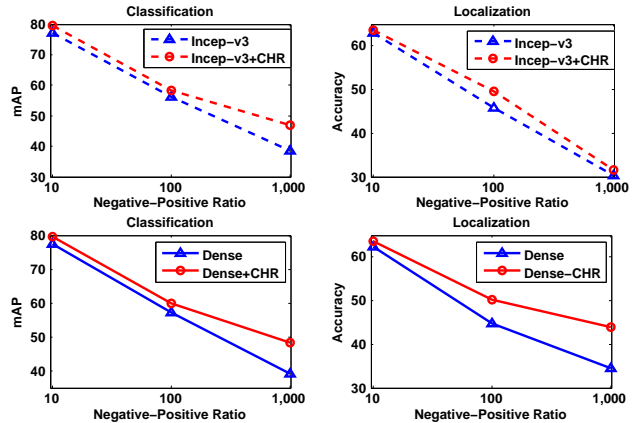 Classification
80
70
60
50
40
30
mAP
Incep-v3
Incep-v3+CHR
10
100
1,000
Negative-Positive Ratio
Localization
60
50
40
30
Accuracy
Incep-v3
Incep-v3+CHR
10
100
1,000
Negative-Positive Ratio
Classification
80
70
60
50
40
mAP
Dense
Dense+CHR
10
100
1,000
Negative-Positive Ratio
Localization
60
50
40
30
Accuracy
Dense
Dense-CHR
10
100
1,000
Negative-Positive Ratio